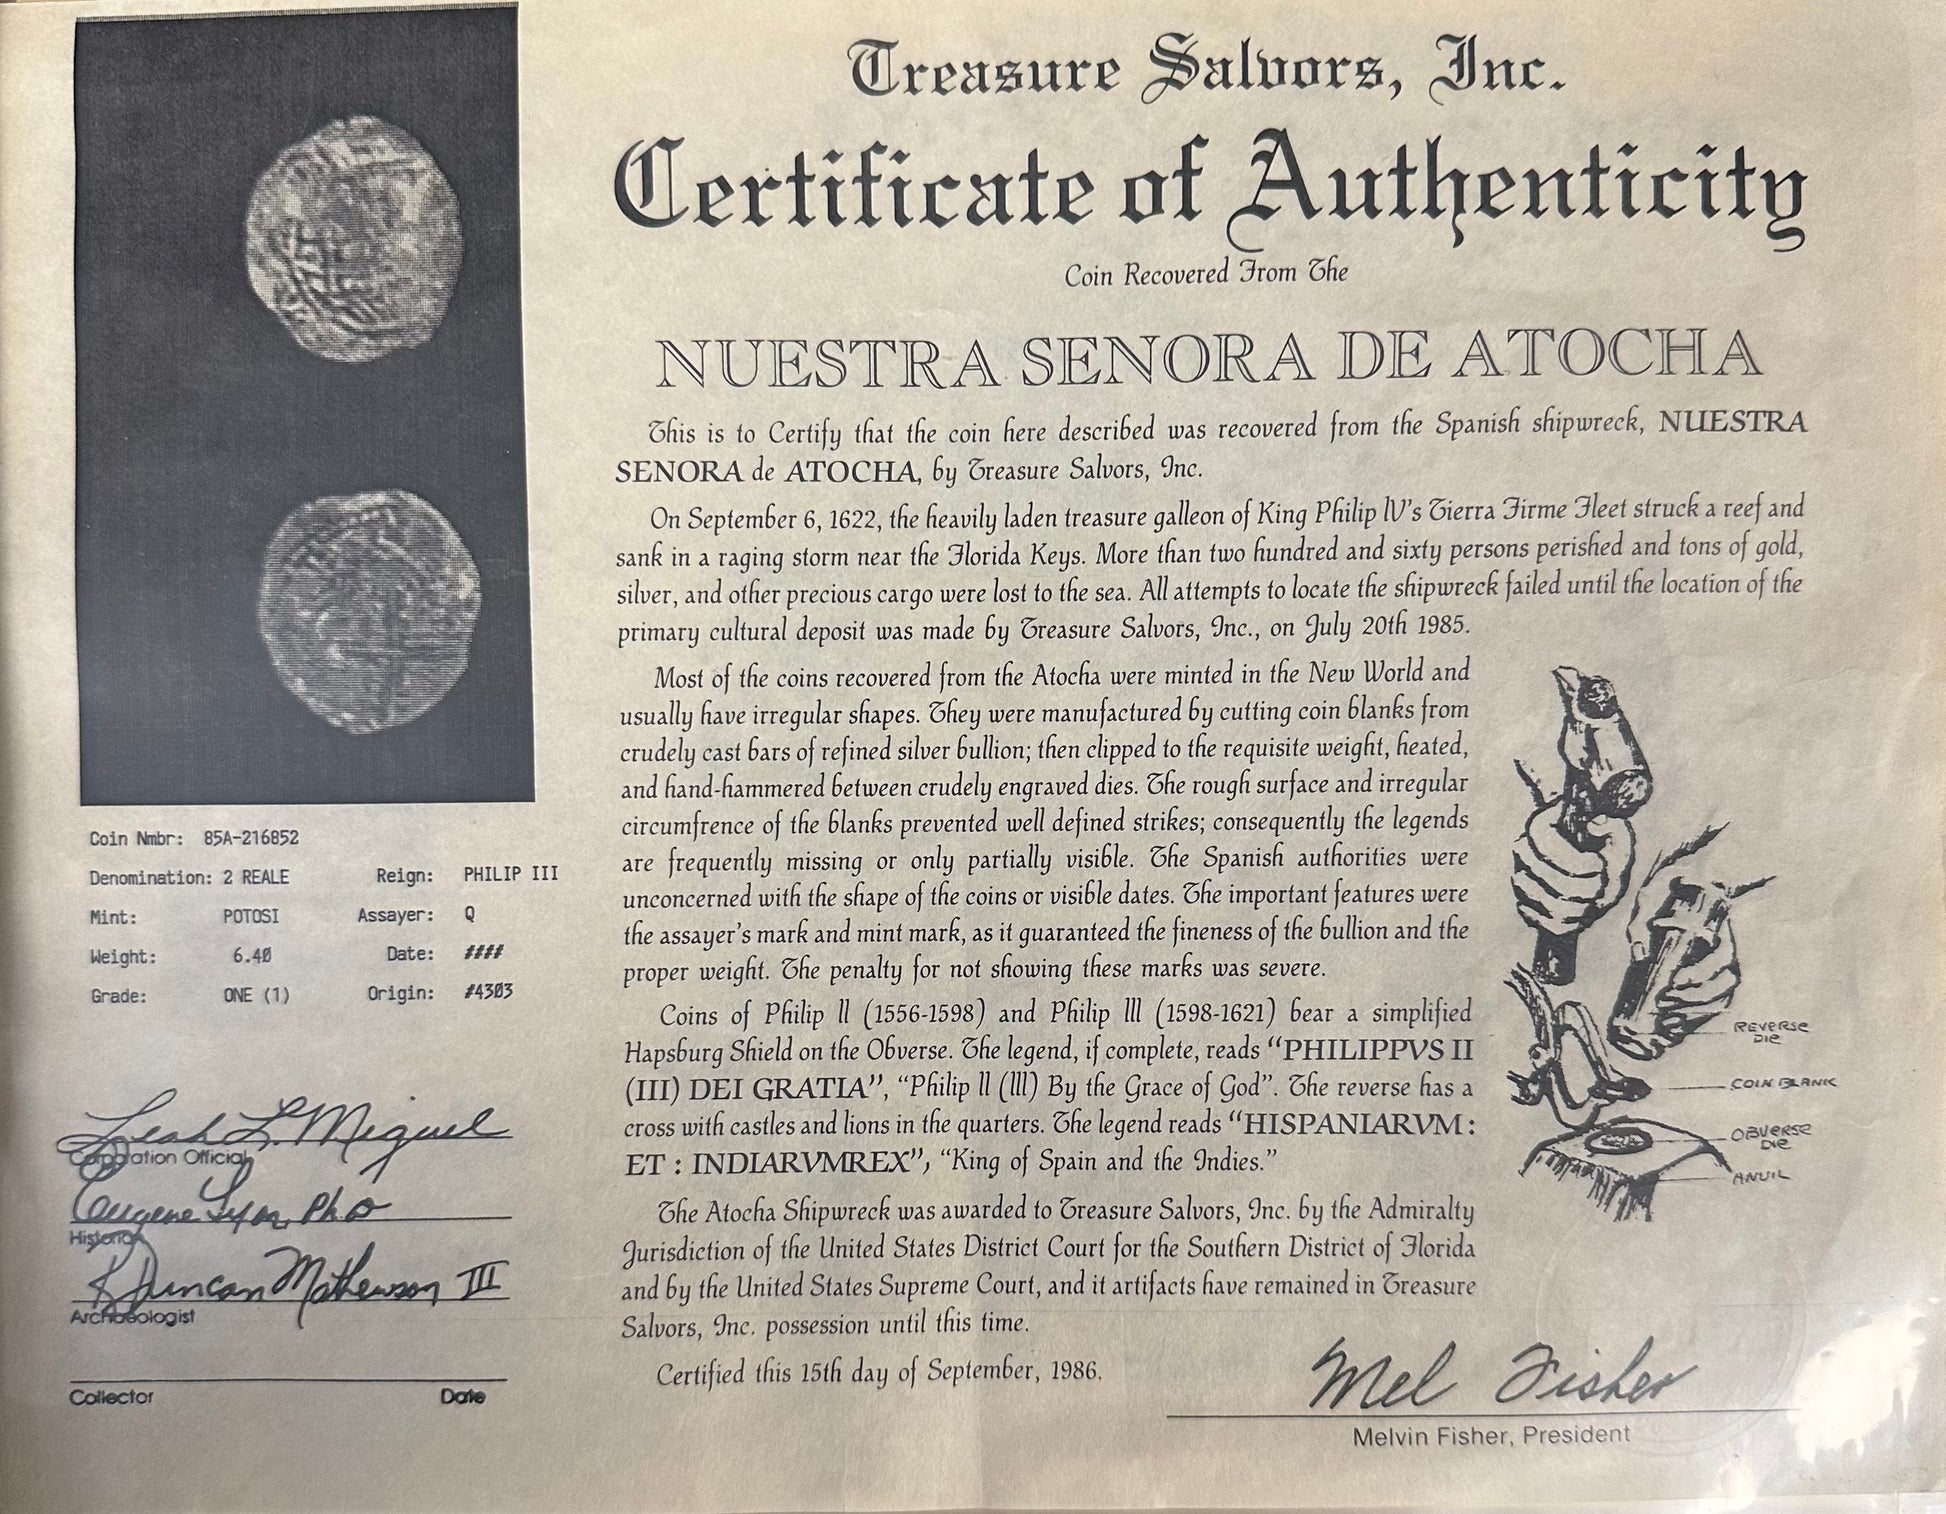 Treasure Salvors, Inc.
Certificate of Authenticity
Coin Recovered From The
NUESTRA SENORA DE ATOCHA
This is to Certify that the coin here described was recovered from the Spanish shipwreck, NUESTRA
SENORA de ATOCHA, by Treasure Salvors, Inc.
On September 6, 1622, the heavily laden treasure galleon of King Philip lV's Tierra Firme Fleet struck a reef and
sank in a raging storm near the Florida Keys. More than two hundred and sixty persons perished and tons of gold,
silver, and other precious cargo were lost to the sea. All attempts to locate the shipwreck failed until the location of the
primary cultural deposit was made by Treasure Salvors, Inc., on July 20th 1985.
Most of the coins recovered from the Atocha were minted in the New World and
usually have irregular shapes. They were manufactured by cutting coin blanks from
crudely cast bars of refined silver bullion; then clipped to the requisite weight, heated,
and hand-hammered between crudely engraved dies. The rough surface and irregular
circumfrence of the blanks prevented well defined strikes; consequently the legends
are frequently missing or only partially visible. The Spanish authorities were
unconcerned with the shape of the coins or visible dates. The important features were
the assayer's mark and mint mark, as it guaranteed the fineness of the bullion and the
proper weight. The penalty for not showing these marks was severe.
Coins of Philip ll (1556-1598) and Philip lll (1598-1621) bear a simplified
Hapsburg Shield on the Obverse. The legend, if complete, reads "PHILIPPVS II
(III) DEI GRATIA", "Philip ll (lll) By the Grace of God". The reverse has a
cross with castles and lions in the quarters. The legend reads "HISPANIARVM :
ET : INDIARVMREX", "King of Spain and the Indies."
The Atocha Shipwreck was awarded to Treasure Salvors, Inc. by the Admiralty
Jurisdiction of the United States District Court for the Southern District of Florida
and by the United States Supreme Court, and it artifacts have remained in Treasure
Salvors, Inc. possession until this time.
Certified this 15th day of September, 1986.
Mel Fisher
Melvin Fisher, President
REVERSE
DIE
COIN BLANK
OBVERSE
DIE
ANVIL
Coin Nmbr: 85A-216852
Denomination: 2 REALE Reign: PHILIP III
Mint: POTOSI Assayer: Q
Weight: 6.40 Date: ####
Grade: ONE (1) Origin: #4303
Leah L. Miguel
Corporation Official
Eugene Lyon PhD
Historian
R Duncan Mathewson III
Archaeologist
Collector Date